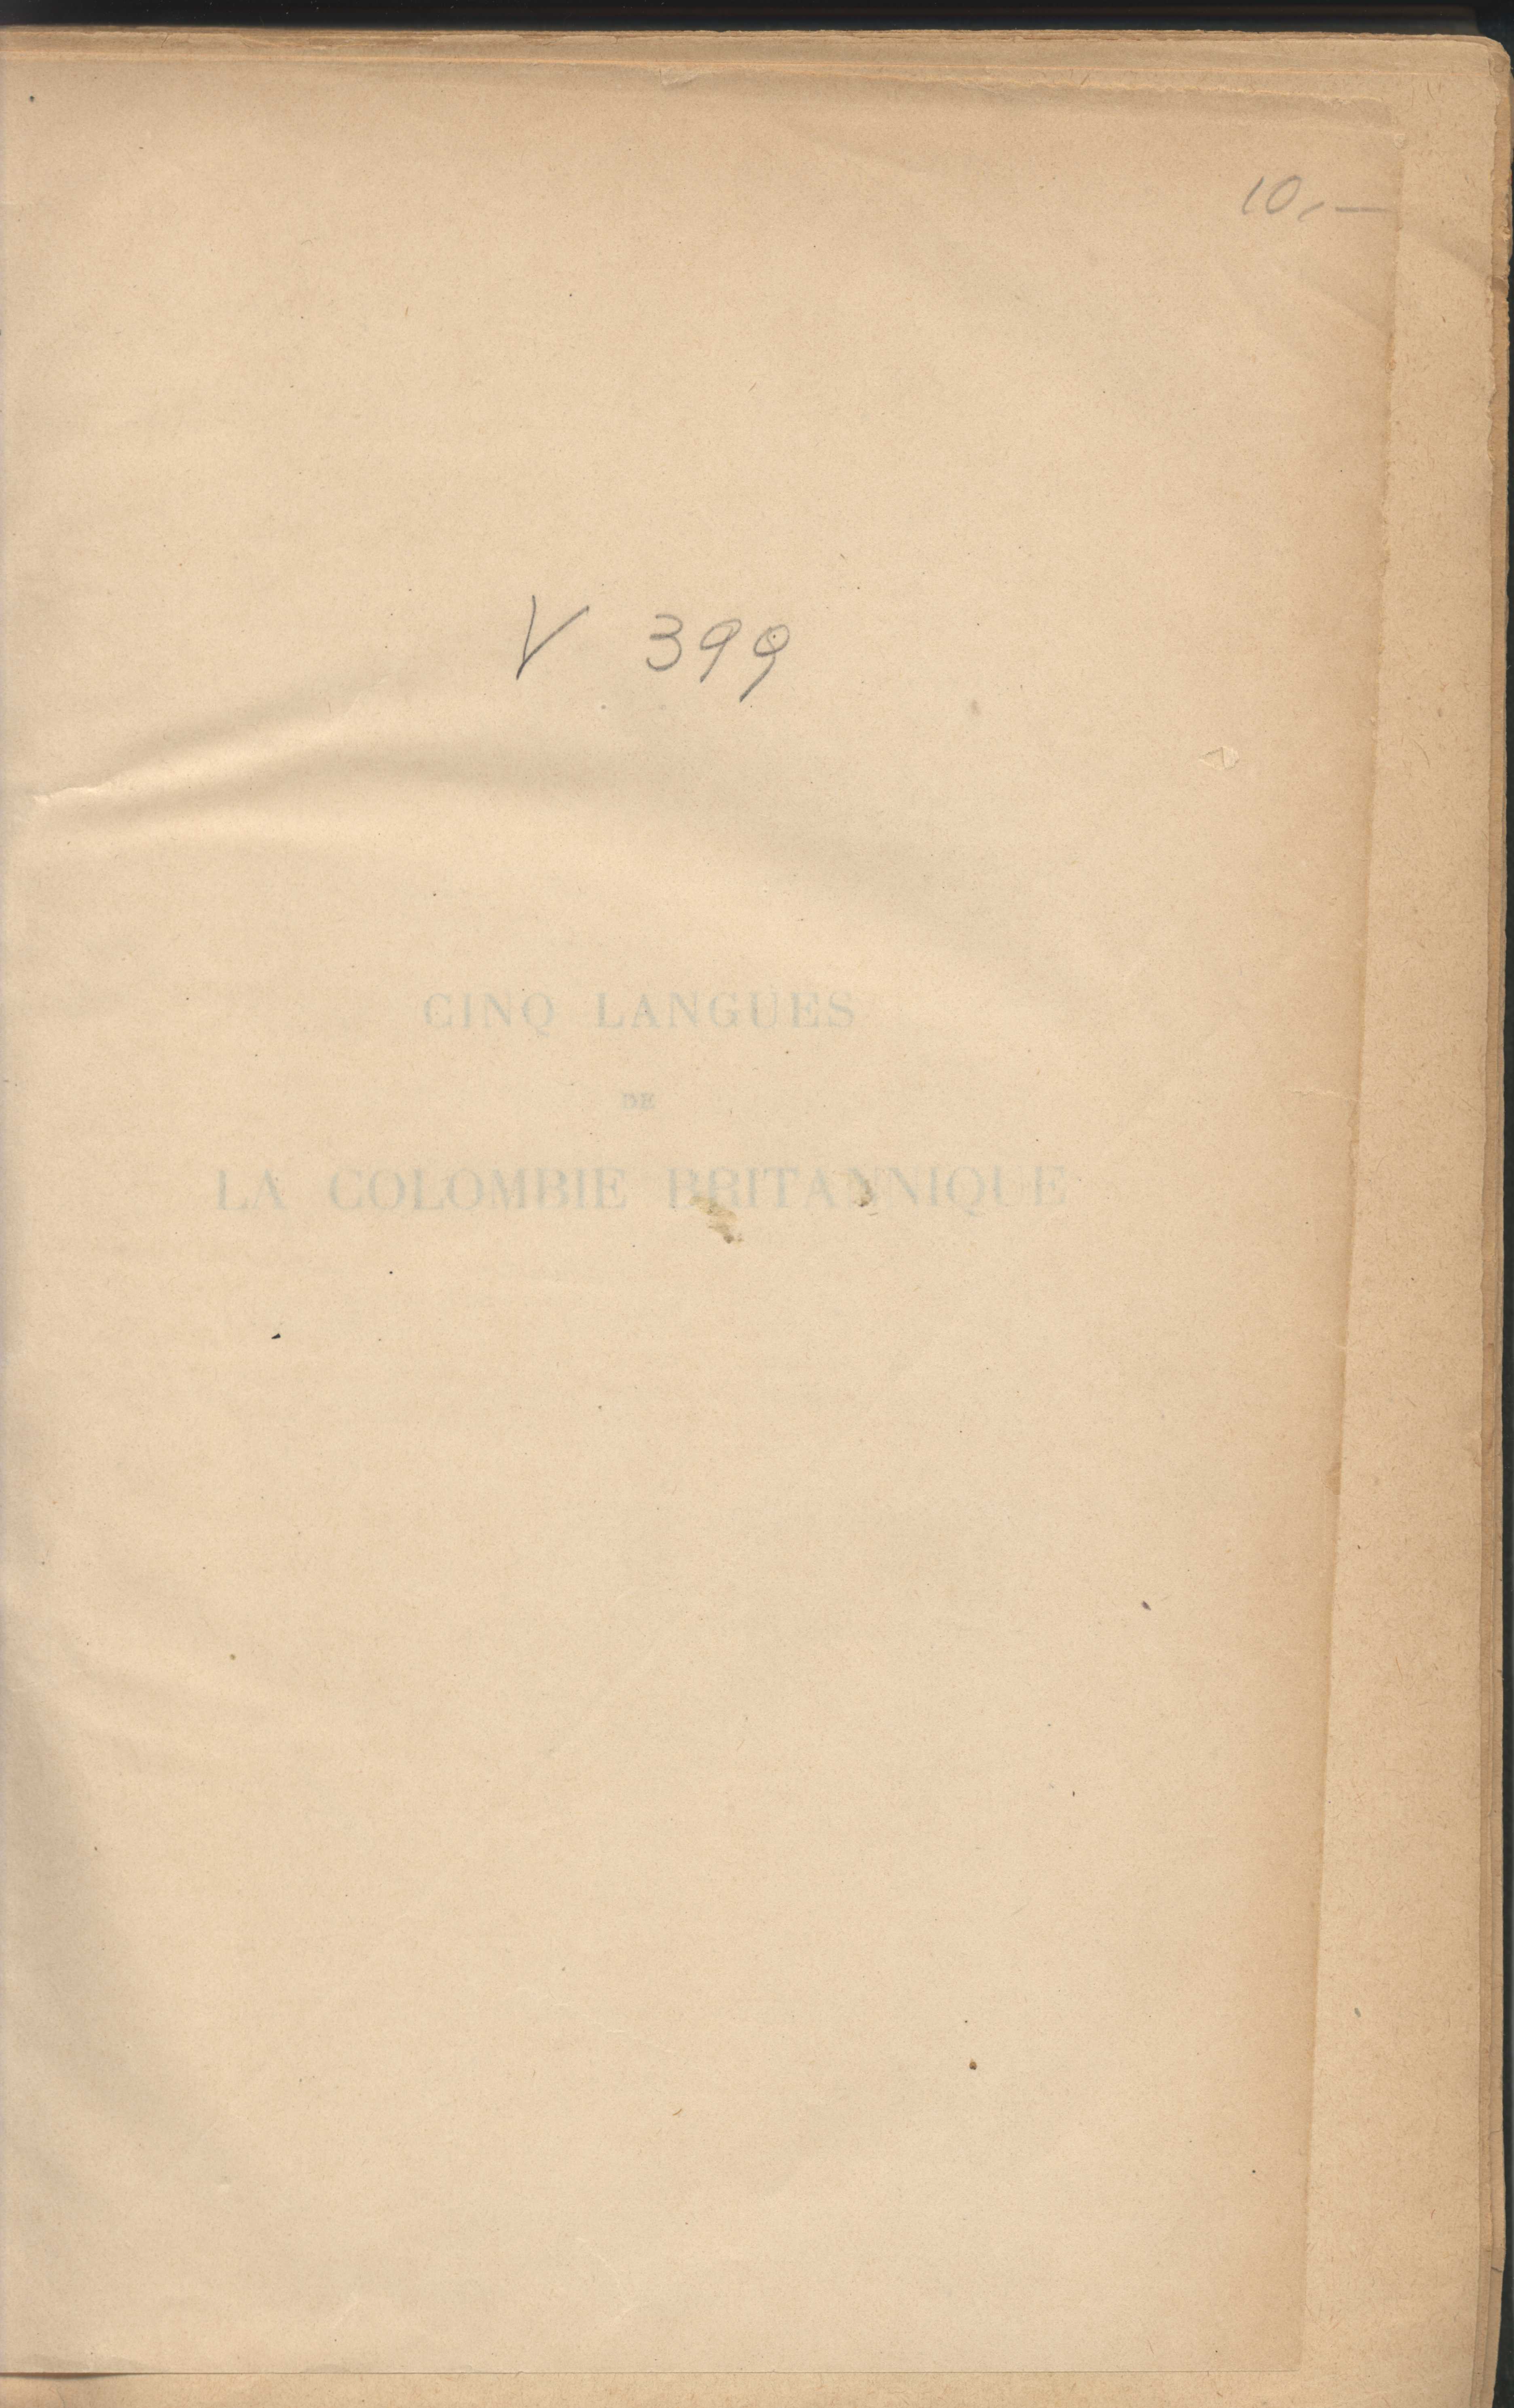 10,—
V 399
CINQ LANGUES
DE
LA COLOMBIE BRITANNIQUE